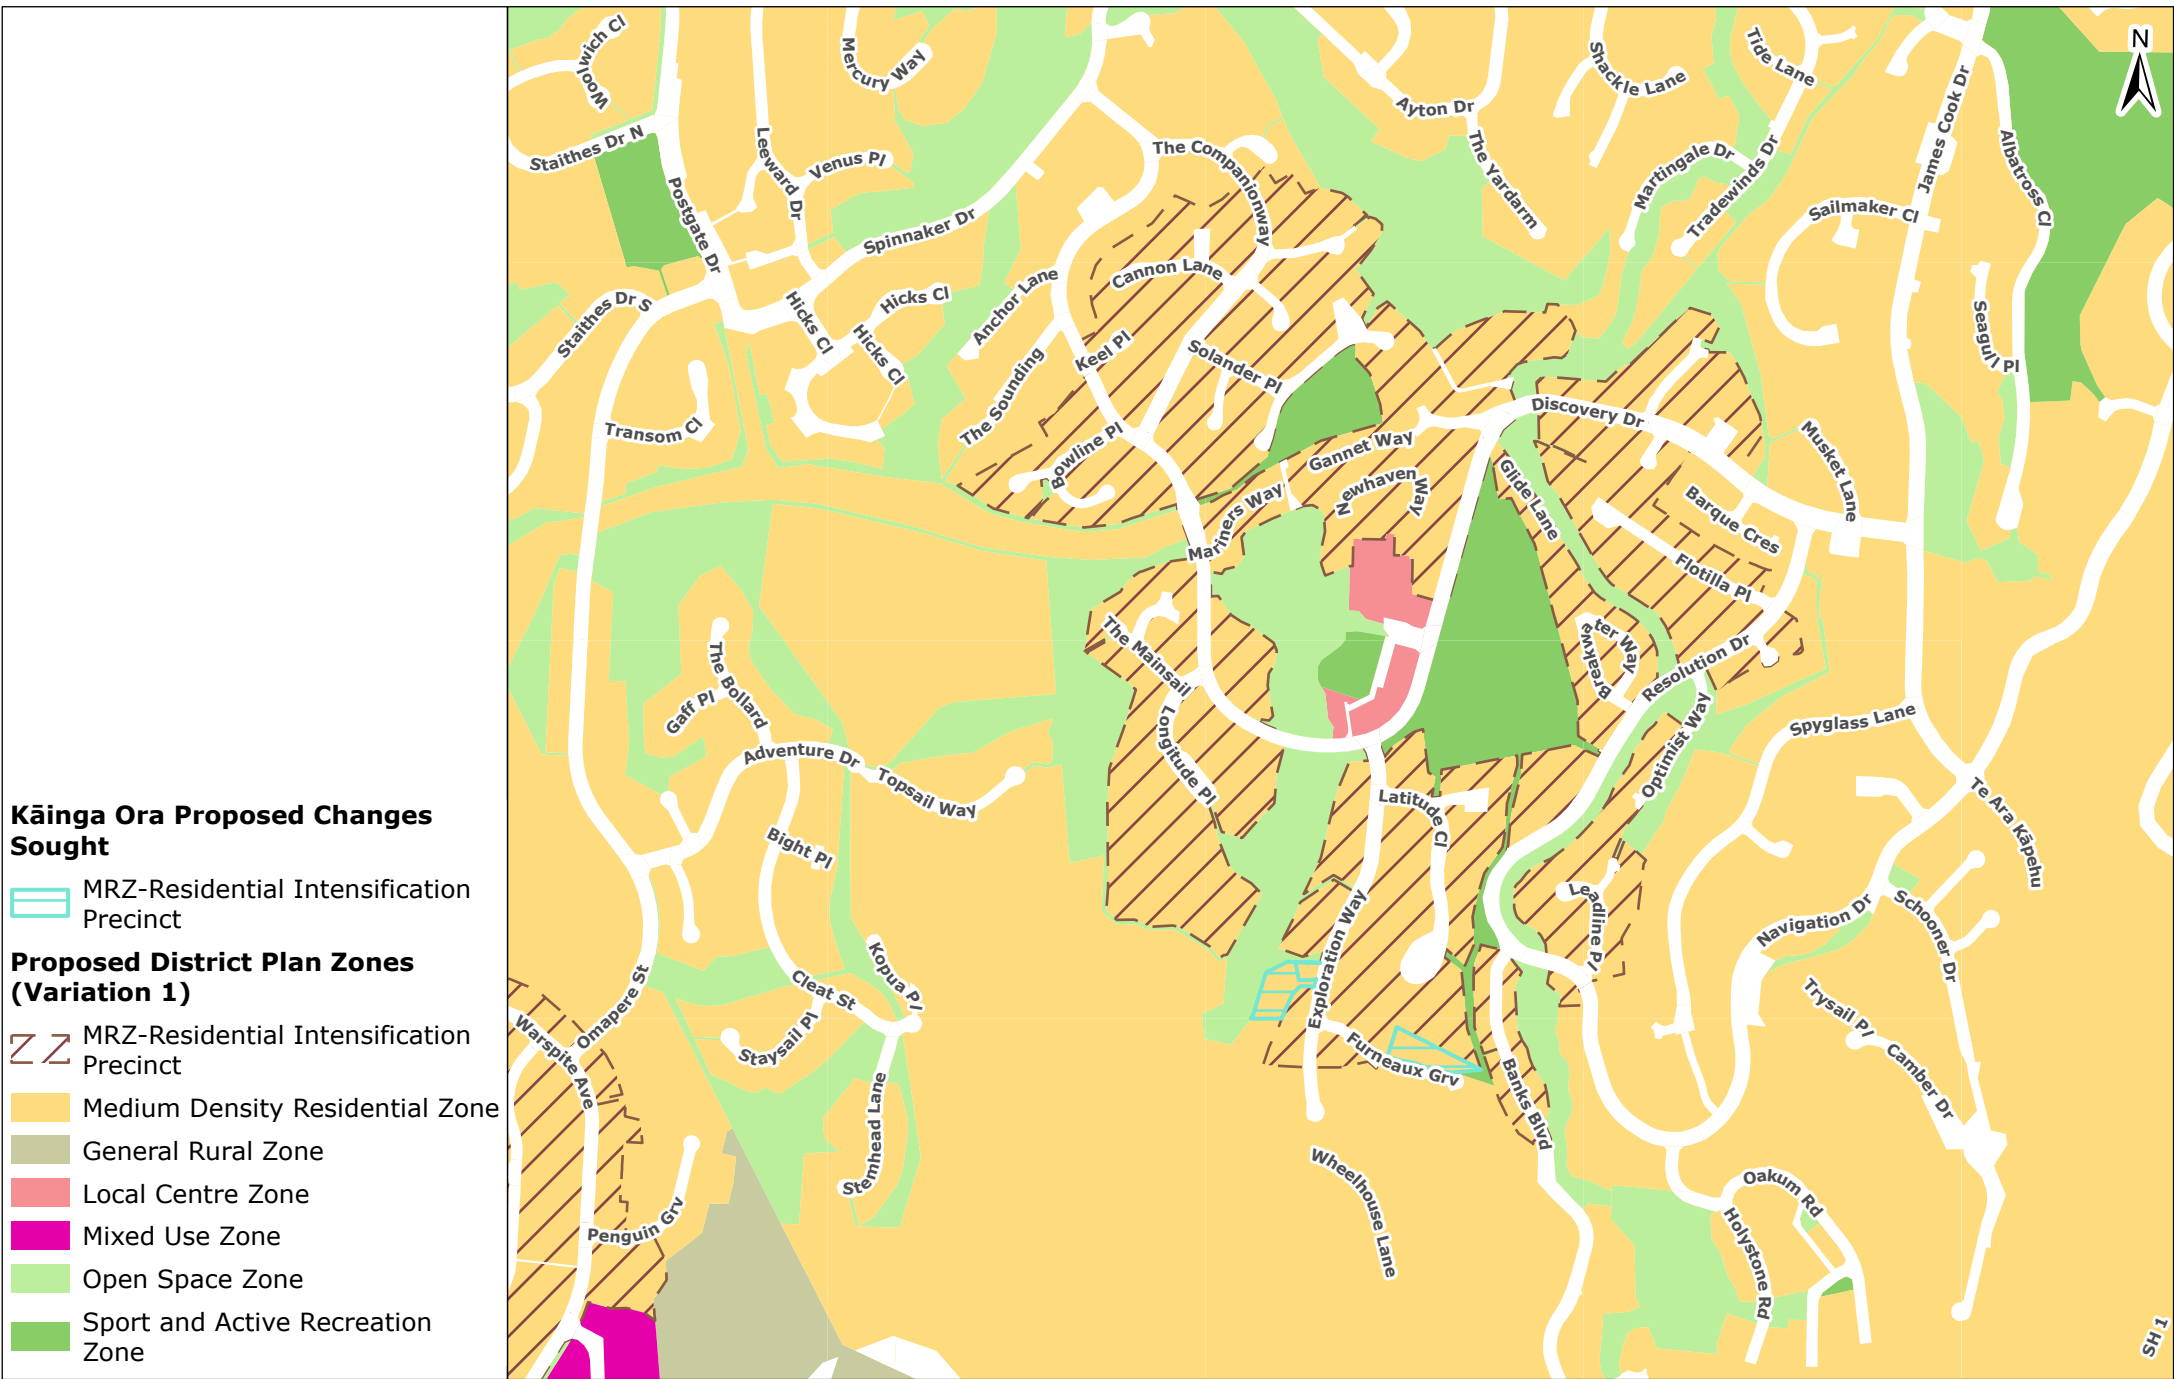 Kāinga Ora Proposed Changes
Sought
MRZ-Residential Intensification
Precinct
Proposed District Plan Zones
(Variation 1)
MRZ-Residential Intensification
Precinct
Medium Density Residential Zone
General Rural Zone
Local Centre Zone
Mixed Use Zone
Open Space Zone
Sport and Active Recreation
Zone
N
Woolwich Cl
Mercury Way
Staithes Dr N
Leeward Dr
Venus Pl
Postgate Dr
Spinnaker Dr
The Companionway
Ayton Dr
The Yardarm
Shackle Lane
Tide Lane
Martingale Dr
Tradewinds Dr
James Cook Dr
Albatross Cl
Sailmaker Cl
Seagull Pl
Staithes Dr S
Hicks Cl
Hicks Cl
Hicks Cl
Anchor Lane
Cannon Lane
Keel Pl
The Sounding
Solander Pl
Transom Cl
Bowline Pl
Gannet Way
Newhaven Way
Mariners Way
Discovery Dr
Glide Lane
Musket Lane
Barque Cres
Flotilla Pl
Breakwater Way
Resolution Dr
Optimist Way
Spyglass Lane
The Mainsail
Longitude Pl
The Bollard
Gaff Pl
Adventure Dr
Topsail Way
Bight Pl
Latitude Cl
Te Ara Kāpehu
Leadline Pl
Navigation Dr
Schooner Dr
Exploration Way
Kopua Pl
Cleat St
Staysail Pl
Omapere St
Warspite Ave
Furneaux Grv
Banks Blvd
Trysail Pl
Camber Dr
Stemhead Lane
Penguin Grv
Wheelhouse Lane
Oakum Rd
Holystone Rd
SH 1